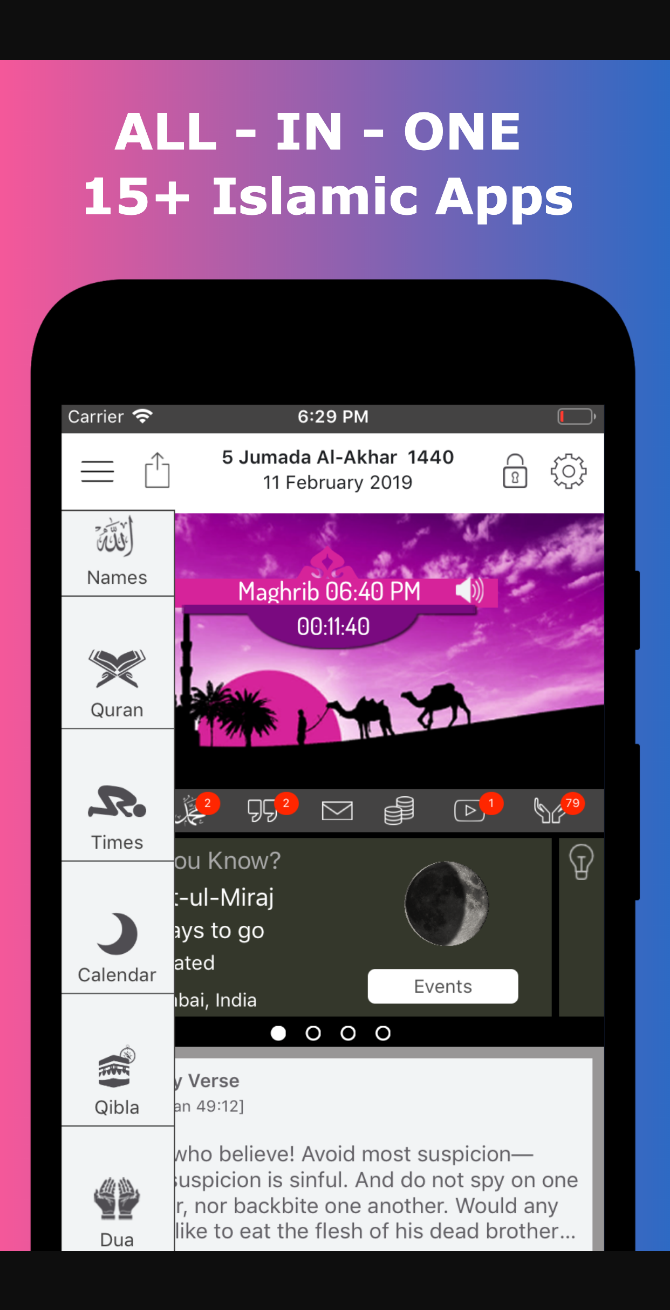 ALL - IN - ONE
15+ Islamic Apps
Carrier
6:29 PM
5 Jumada Al-Akhar 1440
11 February 2019
الله
Names
Maghrib 06:40 PM
00:11:40
Quran
Times
2
2
1
79
ou Know?
t-ul-Miraj
ays to go
ated
bai, India
Events
Calendar
Qibla
Dua
y Verse
an 49:12]
who believe! Avoid most suspicion—
suspicion is sinful. And do not spy on one
r, nor backbite one another. Would any
like to eat the flesh of his dead brother...